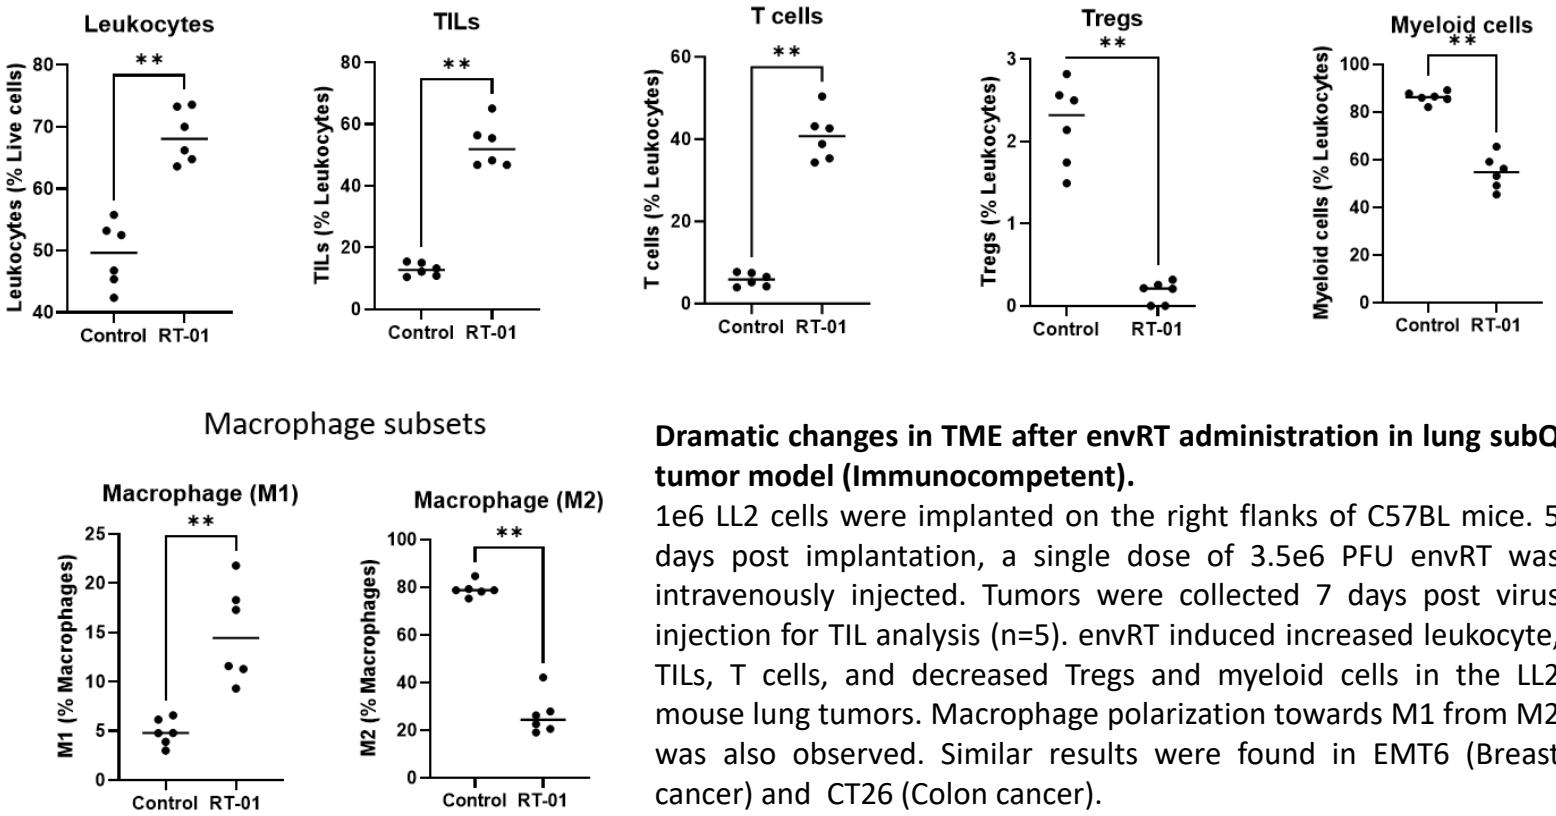 Leukocytes
**
Leukocytes (% Live cells)
80
70
60
50
40
Control RT-01
TILs
**
TILs (% Leukocytes)
80
60
40
20
0
Control RT-01
T cells
**
T cells (% Leukocytes)
60
40
20
0
Control RT-01
Tregs
**
Tregs (% Leukocytes)
3
2
1
0
Control RT-01
Myeloid cells
**
Myeloid cells (% Leukocytes)
100
80
60
40
20
0
Control RT-01
Macrophage subsets
Macrophage (M1)
**
M1 (% Macrophages)
25
20
15
10
5
0
Control RT-01
Macrophage (M2)
**
M2 (% Macrophages)
100
80
60
40
20
0
Control RT-01
Dramatic changes in TME after envRT administration in lung subQ
tumor model (Immunocompetent).
1e6 LL2 cells were implanted on the right flanks of C57BL mice. 5
days post implantation, a single dose of 3.5e6 PFU envRT was
intravenously injected. Tumors were collected 7 days post virus
injection for TIL analysis (n=5). envRT induced increased leukocyte,
TILs, T cells, and decreased Tregs and myeloid cells in the LL2
mouse lung tumors. Macrophage polarization towards M1 from M2
was also observed. Similar results were found in EMT6 (Breast
cancer) and CT26 (Colon cancer).